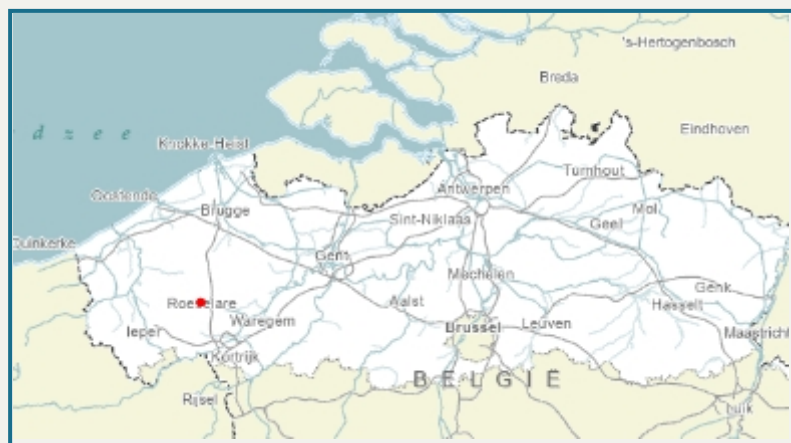 's-Hertogenbosch
Breda
d z e e
Eindhoven
Knokke-Heist
Turnhout
Antwerpen
Oostende
Mol
Brugge
Sint-Niklaas
Geel
Duinkerke
Gent
Mechelen
Genk
Roeselare
Aalst
Hasselt
Waregem
Brussel
Leuven
Ieper
Maastricht
Kortrijk
BELGIË
Rijsel
Luik